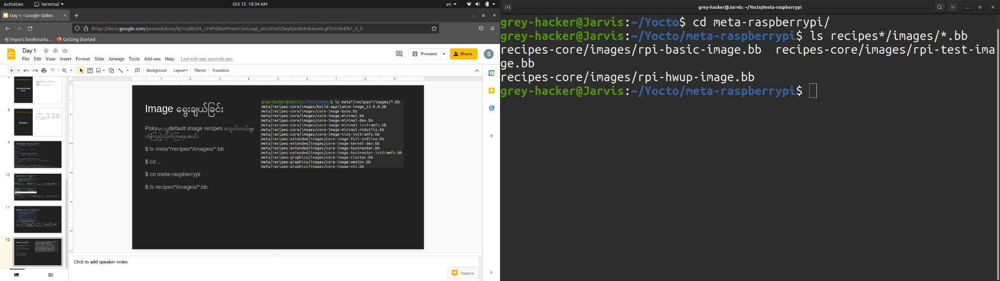 Activities
Terminal
Oct 15 10:34 AM
en
Day 1 - Google Slides
https://docs.google.com/presentation/d/1cql8GVt_cY4fz0RuFFsvm15vGxayj_aIzLtFvz3Zwy0/edit#slide=id.gf3591b4f87_0_0
Import bookmarks...
Getting Started
Day 1
File Edit View Insert Format Slide Arrange Tools Add-ons Help Last edit was seconds ago
Present
Share
S
Background Layout Theme Transition
7
OpenEmbedded
Core
8
Metadata
9
10
11
12
Image ရွေးချယ်ခြင်း
Pokyမှာသူ့default image recipes တွေပါတယ်ဗျ။
ကဲကြည့်လိုက်ကြရအောင်။
$ ls meta*/recipes*/images/*.bb
$ cd ..
$ cd meta-raspberrypi
$ ls recipes*/images/*.bb
grey-hacker@Jarvis:~/Yocto/poky$ ls meta*/recipes*/images/*.bb
meta/recipes-core/images/build-appliance-image_15.0.0.bb
meta/recipes-core/images/core-image-base.bb
meta/recipes-core/images/core-image-minimal.bb
meta/recipes-core/images/core-image-minimal-dev.bb
meta/recipes-core/images/core-image-minimal-initramfs.bb
meta/recipes-core/images/core-image-minimal-mtdutils.bb
meta/recipes-core/images/core-image-tiny-initramfs.bb
meta/recipes-extended/images/core-image-full-cmdline.bb
meta/recipes-extended/images/core-image-kernel-dev.bb
meta/recipes-extended/images/core-image-testmaster.bb
meta/recipes-extended/images/core-image-testmaster-initramfs.bb
meta/recipes-graphics/images/core-image-clutter.bb
meta/recipes-graphics/images/core-image-weston.bb
meta/recipes-graphics/images/core-image-x11.bb
Click to add speaker notes
Explore
grey-hacker@Jarvis: ~/Yocto/meta-raspberrypi
grey-hacker@Jarvis:~/Yocto$ cd meta-raspberrypi/
grey-hacker@Jarvis:~/Yocto/meta-raspberrypi$ ls recipes*/images/*.bb
recipes-core/images/rpi-basic-image.bb recipes-core/images/rpi-test-ima
ge.bb
recipes-core/images/rpi-hwup-image.bb
grey-hacker@Jarvis:~/Yocto/meta-raspberrypi$